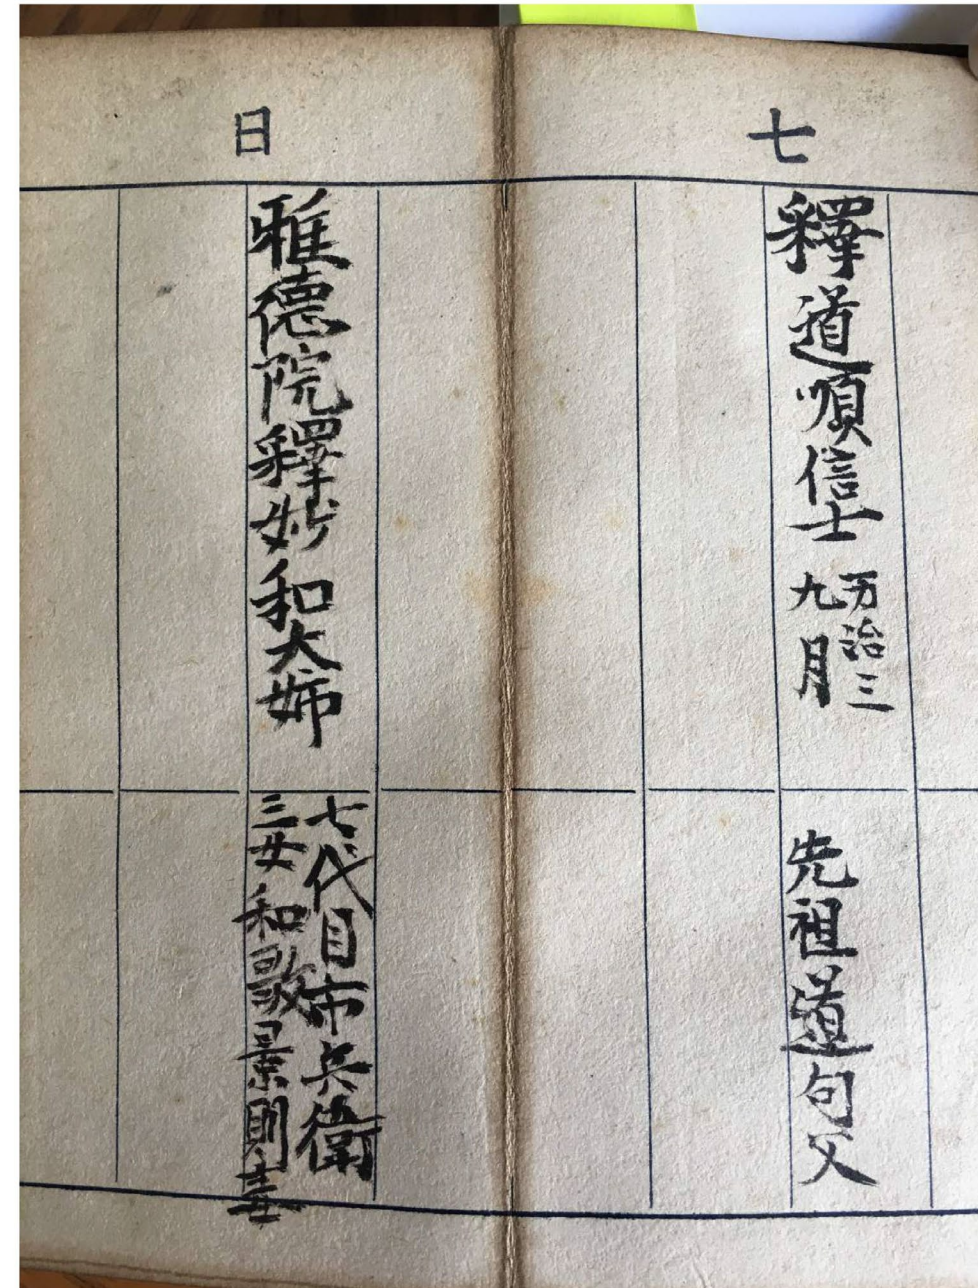 七
釋道順信士
万治三
九月
先祖道句父
日
雅徳院釋妙和大姉
七代目市兵衛
三女和歌景則妻